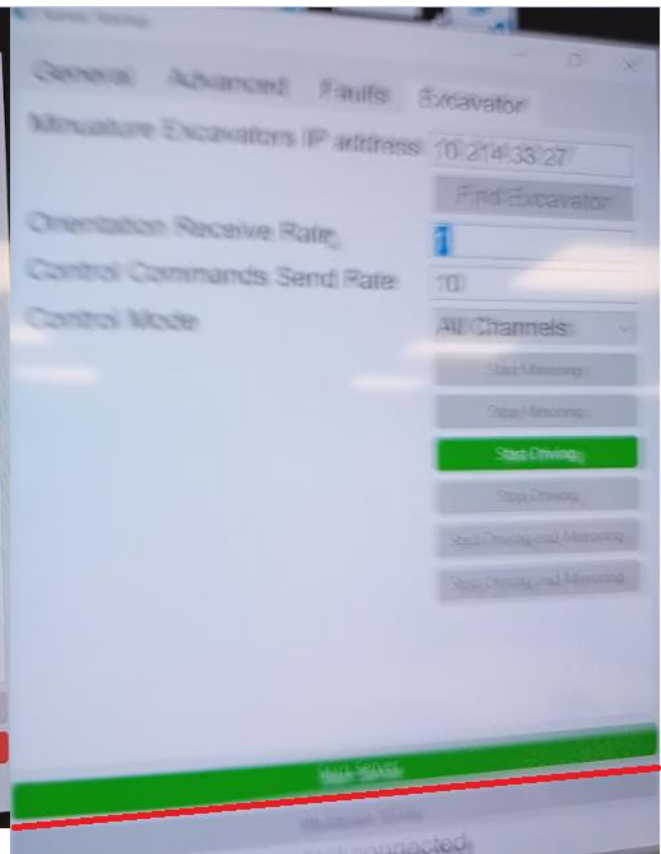 General Advanced Faults Excavator
Miniature Excavators IP address 10.214.33.27
Find Excavator
Orientation Receive Rate 1
Control Commands Send Rate 10
Control Mode All Channels
Start Mirroring
Stop Mirroring
Start Driving
Stop Driving
Start Driving and Mirroring
Stop Driving and Mirroring
Start Server
connected